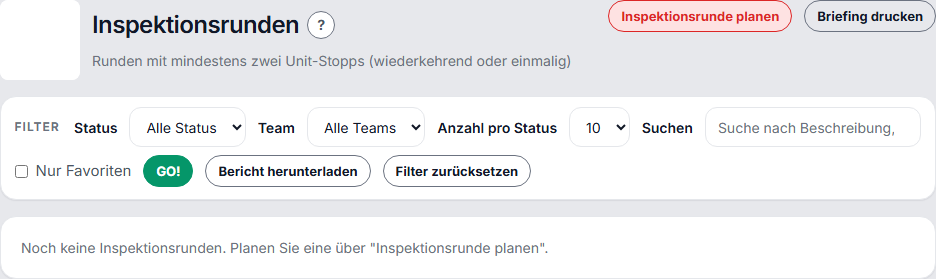 Inspektionsrunden ?
Inspektionsrunde planen Briefing drucken
Runden mit mindestens zwei Unit-Stopps (wiederkehrend oder einmalig)
FILTER Status Alle Status Team Alle Teams Anzahl pro Status 10 Suchen Suche nach Beschreibung,
Nur Favoriten GO! Bericht herunterladen Filter zurücksetzen
Noch keine Inspektionsrunden. Planen Sie eine über "Inspektionsrunde planen".